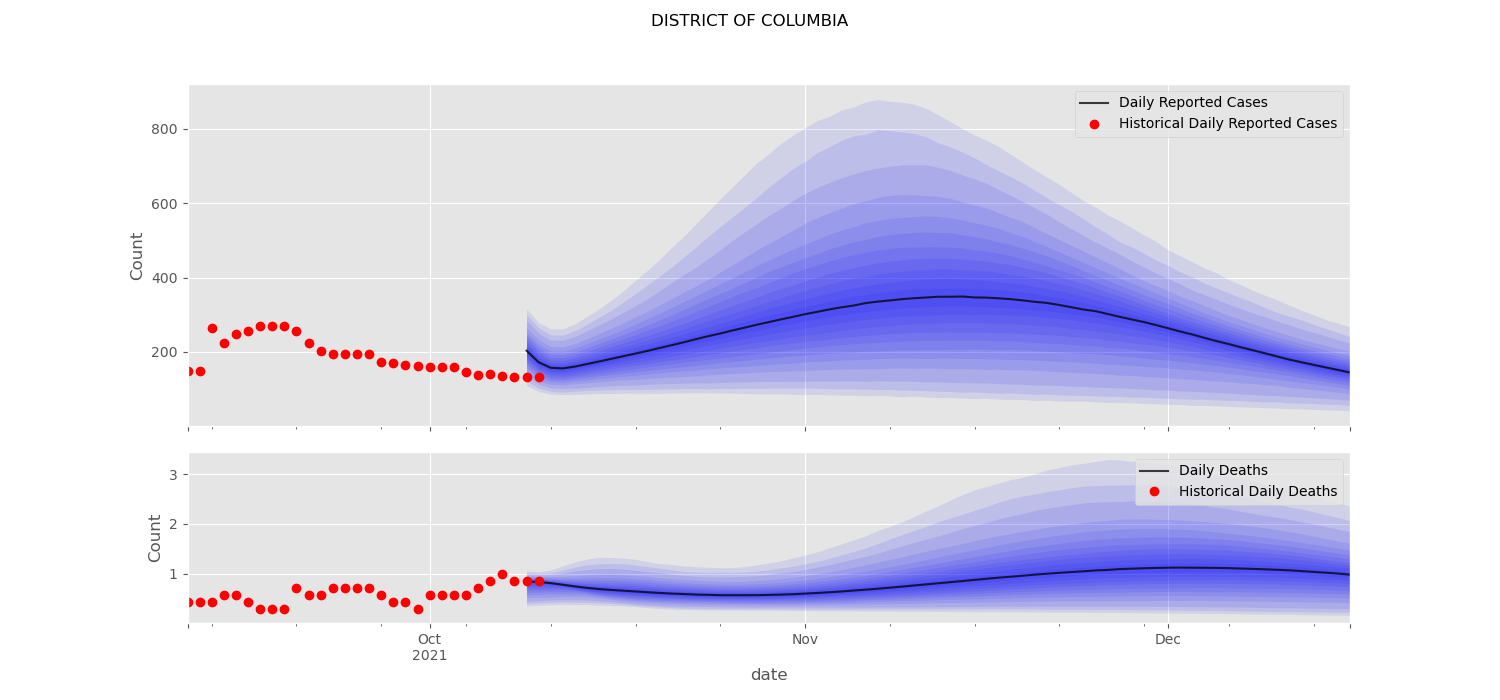 DISTRICT OF COLUMBIA
Daily Reported Cases
Historical Daily Reported Cases
800
600
400
200
Count
Daily Deaths
Historical Daily Deaths
3
2
1
Count
Oct
2021
Nov
Dec
date